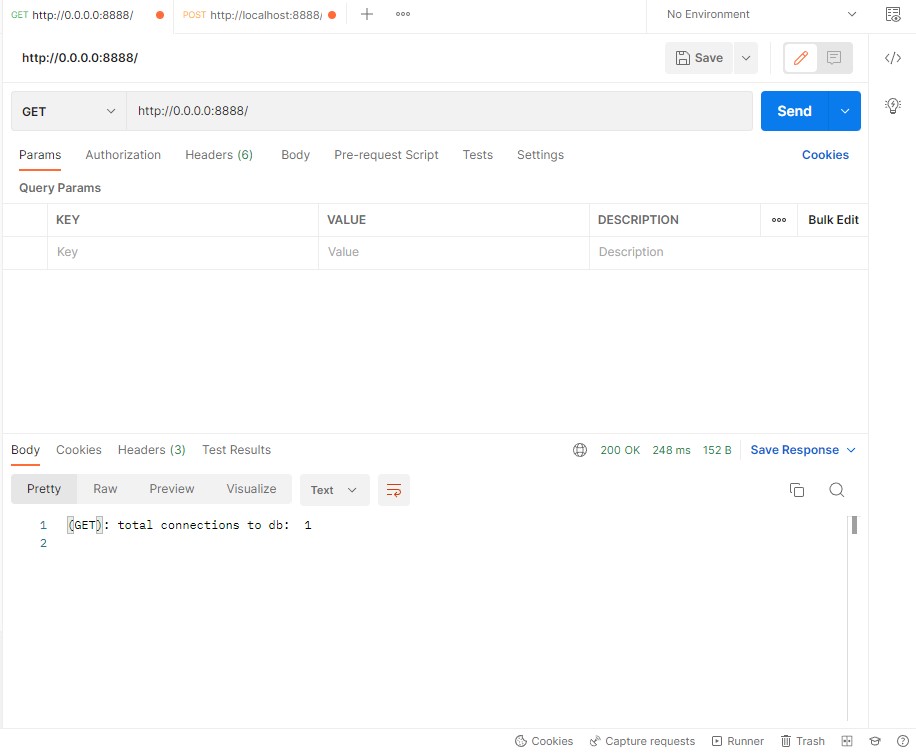 GET http://0.0.0.0:8888/ POST http://localhost:8888/ No Environment
http://0.0.0.0:8888/ Save
GET http://0.0.0.0:8888/ Send
Params Authorization Headers (6) Body Pre-request Script Tests Settings Cookies
Query Params
KEY VALUE DESCRIPTION Bulk Edit
Key Value Description
Body Cookies Headers (3) Test Results 200 OK 248 ms 152 B Save Response
Pretty Raw Preview Visualize Text
1 (GET): total connections to db: 1
2
Cookies Capture requests Runner Trash